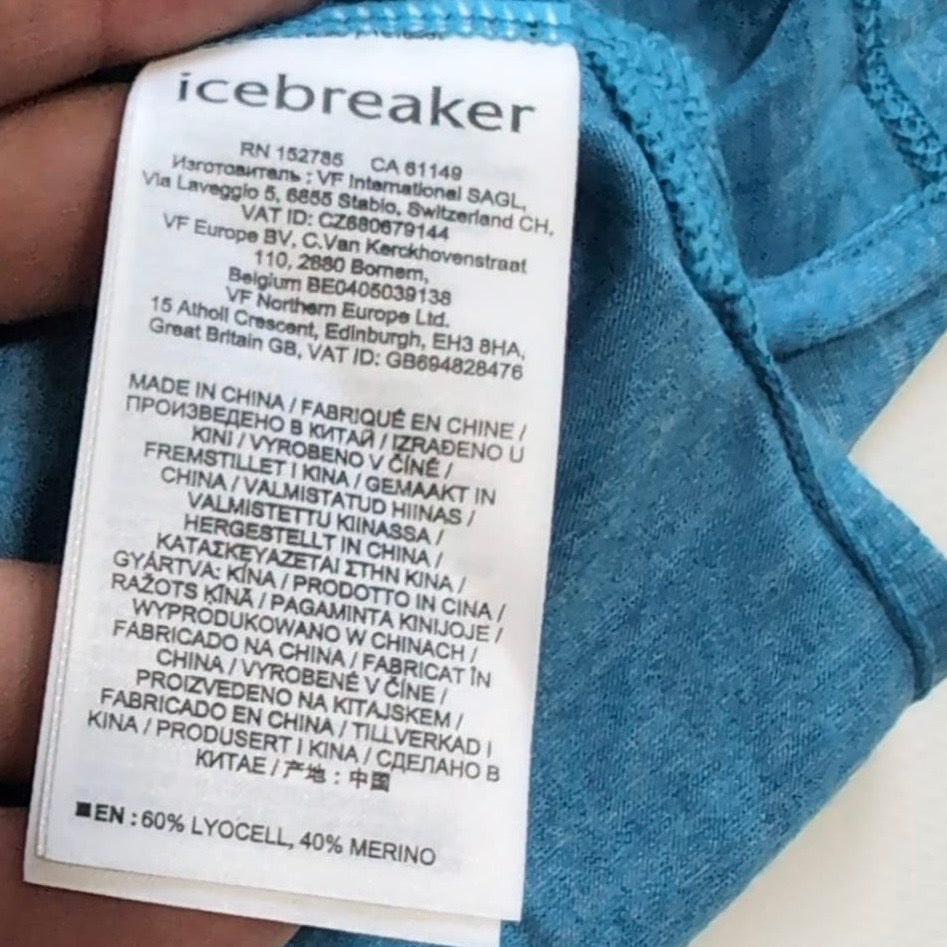 icebreaker
RN 152785 CA 61149
Изготовитель : VF International SAGL,
Via Laveggio 5, 6855 Stabio, Switzerland CH,
VAT ID: CZ680679144
VF Europe BV, C.Van Kerckhovenstraat
110, 2880 Bornem,
Belgium BE0405039138
VF Northern Europe Ltd.
15 Atholl Crescent, Edinburgh, EH3 8HA,
Great Britain GB, VAT ID: GB694828476
MADE IN CHINA / FABRIQUÉ EN CHINE /
ПРОИЗВЕДЕНО В КИТАЙ / IZRAĐENO U
KINI / VYROBENO V ČÍNĚ /
FREMSTILLET I KINA / GEMAAKT IN
CHINA / VALMISTATUD HIINAS /
VALMISTETTU KIINASSA /
HERGESTELLT IN CHINA /
ΚΑΤΑΣΚΕΥΑΖΕΤΑΙ ΣΤΗΝ ΚΙΝΑ /
GYÁRTVA: KÍNA / PRODOTTO IN CINA /
RAŽOTS ĶĪNĀ / PAGAMINTA KINIJOJE /
WYPRODUKOWANO W CHINACH /
FABRICADO NA CHINA / FABRICAT ÎN
CHINA / VYROBENÉ V ČÍNE /
PROIZVEDENO NA KITAJSKEM /
FABRICADO EN CHINA / TILLVERKAD I
KINA / PRODUSERT I KINA / СДЕЛАНО В
КИТАЕ / 产地 : 中国
■EN : 60% LYOCELL, 40% MERINO